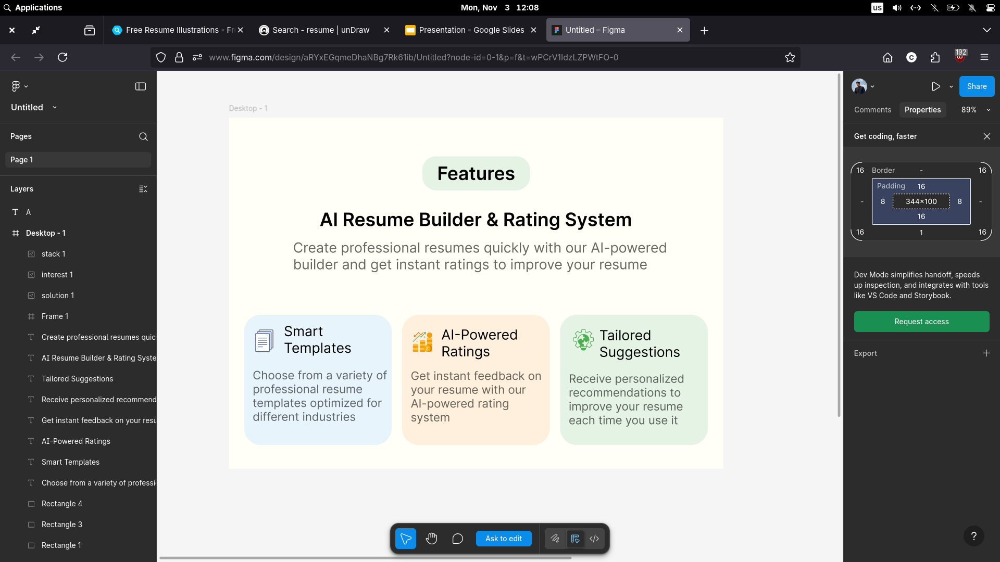 Applications
Mon, Nov 3 12:08
us
Free Resume Illustrations - Fr
Search - resume | unDraw
Presentation - Google Slides
Untitled – Figma
www.figma.com/design/aRYxEGqmeDhaNBg7Rk61ib/Untitled?node-id=0-1&p=f&t=wPCrV1IdzLZPWtFO-0
C
192
Untitled
Pages
Page 1
Layers
A
Desktop - 1
stack 1
interest 1
solution 1
Frame 1
Create professional resumes quic
AI Resume Builder & Rating Syste
Tailored Suggestions
Receive personalized recommend
Get instant feedback on your resu
AI-Powered Ratings
Smart Templates
Choose from a variety of professi
Rectangle 4
Rectangle 3
Rectangle 1
Desktop - 1
Features
AI Resume Builder & Rating System
Create professional resumes quickly with our AI-powered
builder and get instant ratings to improve your resume
Smart
Templates
Choose from a variety of
professional resume
templates optimized for
different industries
AI-Powered
Ratings
Get instant feedback on
your resume with our
AI-powered rating
system
Tailored
Suggestions
Receive personalized
recommendations to
improve your resume
each time you use it
Ask to edit
Share
Comments
Properties
89%
Get coding, faster
16 Border - 16
Padding 16
- 8 344×100 8 -
16
16 1 16
Dev Mode simplifies handoff, speeds
up inspection, and integrates with tools
like VS Code and Storybook.
Request access
Export
?